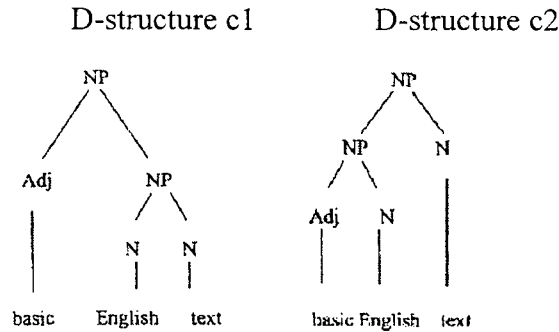 D-structure c1 D-structure c2
NP NP
NP N
Adj NP
Adj N
N N
basic English text basic English text